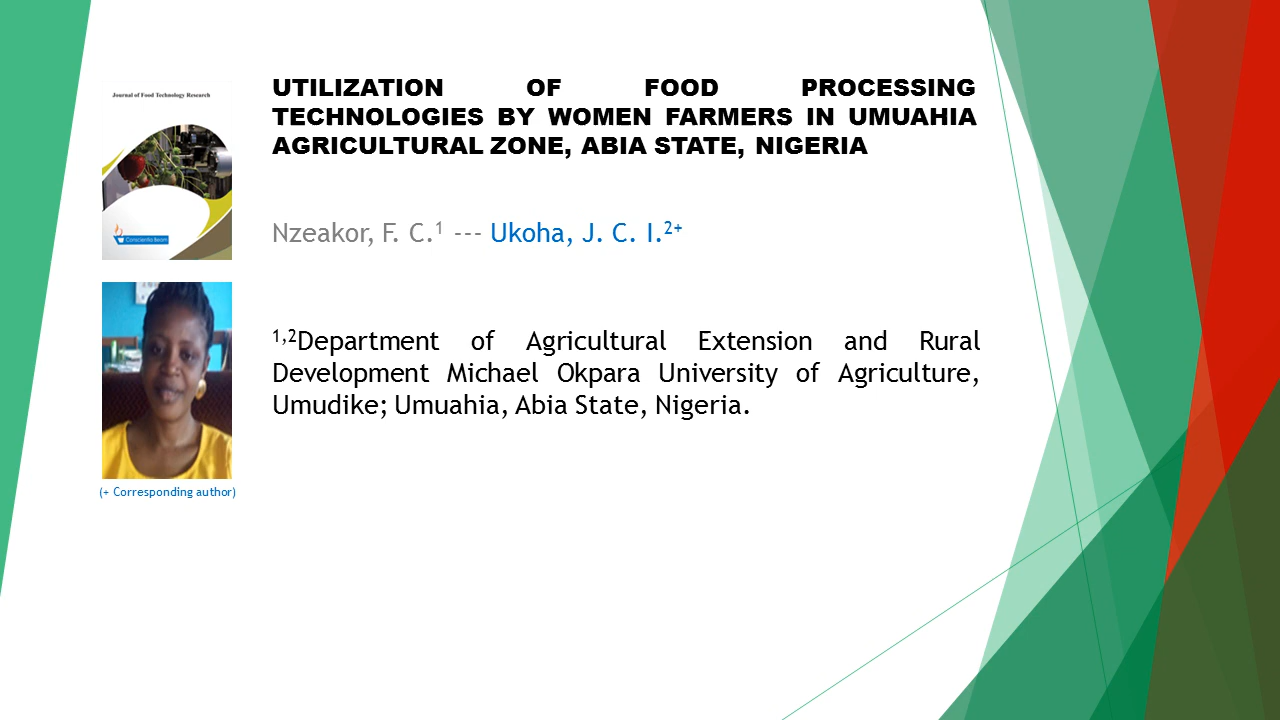 Journal of Food Technology Research
UTILIZATION OF FOOD PROCESSING
TECHNOLOGIES BY WOMEN FARMERS IN UMUAHIA
AGRICULTURAL ZONE, ABIA STATE, NIGERIA
Nzeakor, F. C.¹ --- Ukoha, J. C. I.²⁺
Conscientia Beam
¹,²Department of Agricultural Extension and Rural
Development Michael Okpara University of Agriculture,
Umudike; Umuahia, Abia State, Nigeria.
(+ Corresponding author)